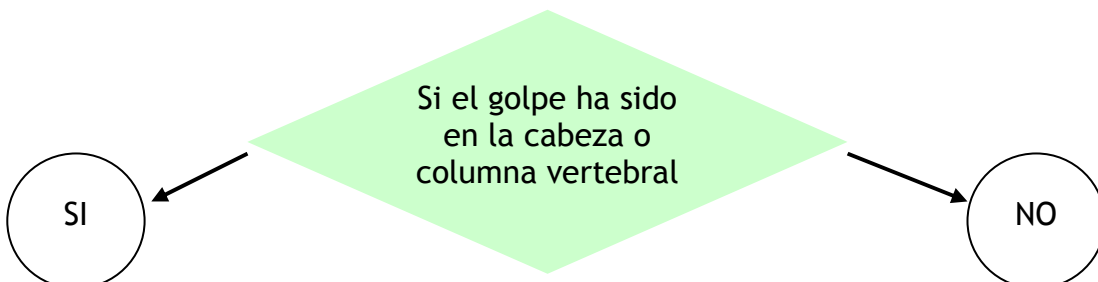 Si el golpe ha sido
en la cabeza o
columna vertebral
SI
NO